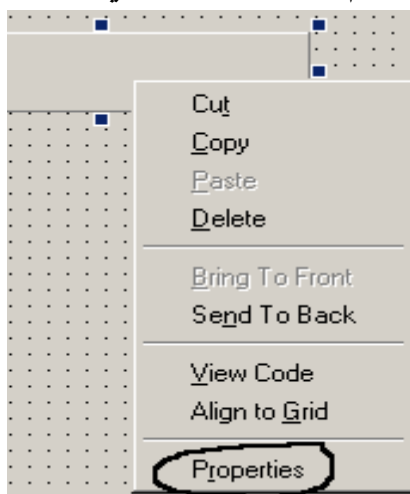 Cut
Copy
Paste
Delete
Bring To Front
Send To Back
View Code
Align to Grid
Properties